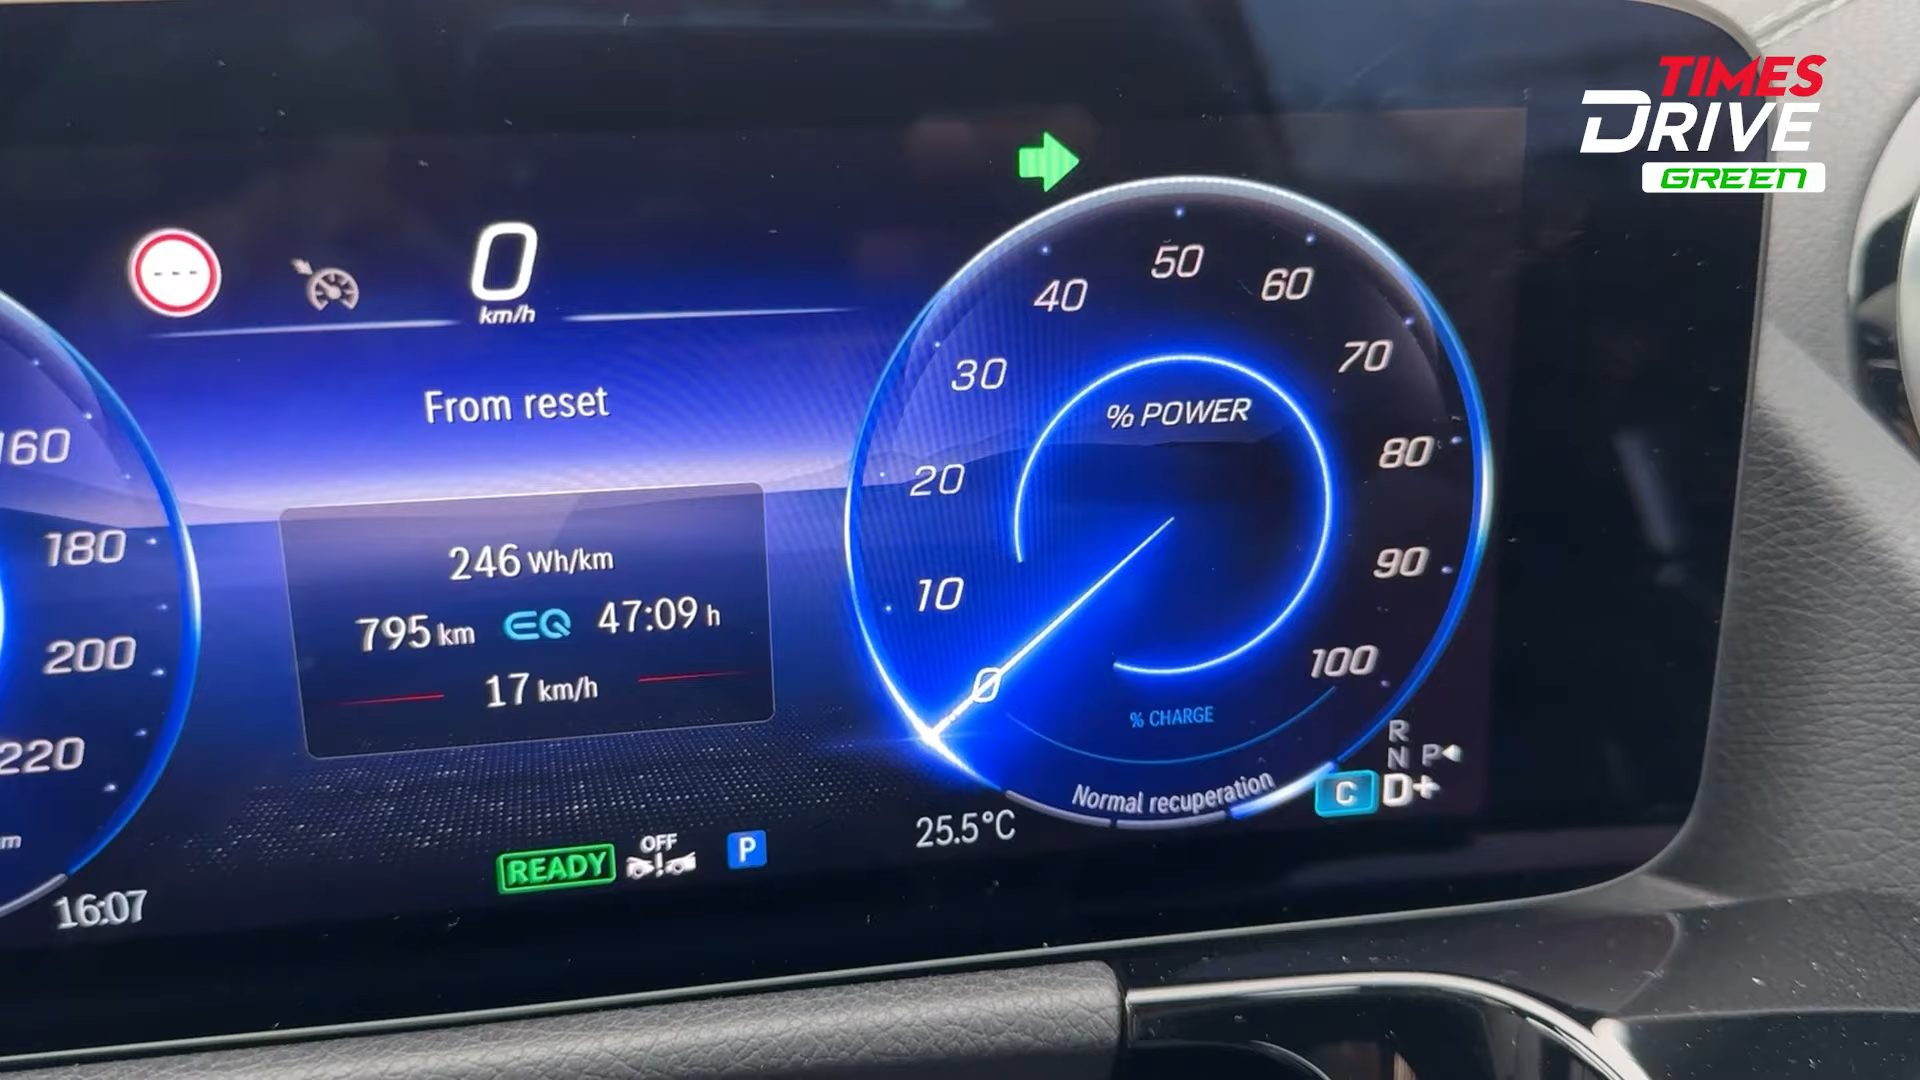 TIMES
DRIVE
GREEN
---
0
km/h
From reset
160
180
200
220
m
16:07
246 Wh/km
795 km EQ 47:09 h
17 km/h
READY
OFF
P
0
10
20
30
40
50
60
70
80
90
100
% POWER
% CHARGE
Normal recuperation
25.5°C
R
N P
C D+